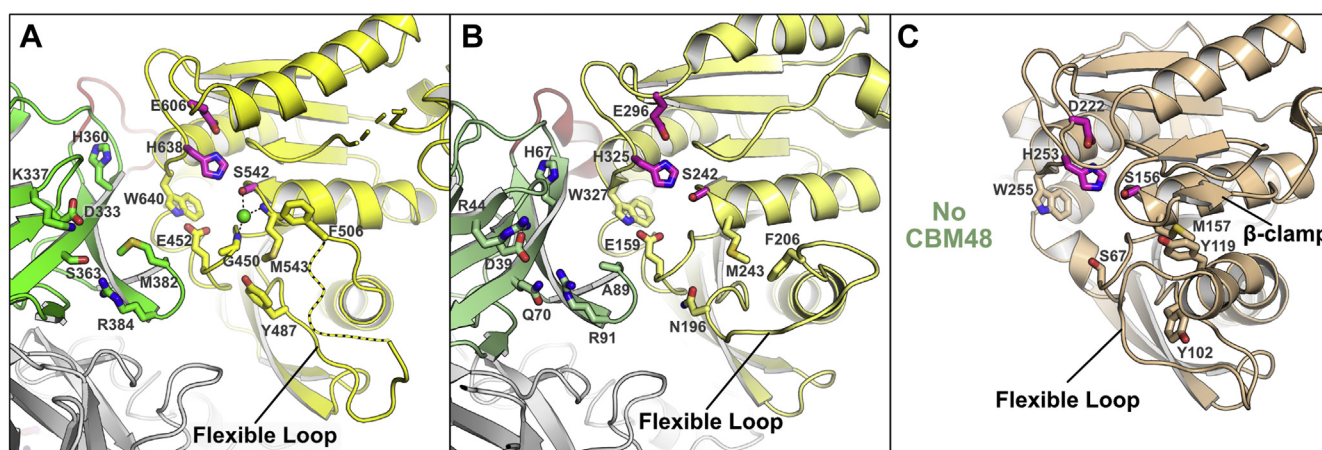 A
E606
H360
H638
K337
S542
W640
D333
F506
E452
G450
S363
M543
M382
R384
Y487
Flexible Loop
B
E296
H67
H325
S242
R44
W327
E159
F206
D39
M243
A89
Q70
N196
R91
Flexible Loop
C
D222
H253
S156
W255
No
CBM48
M157
β-clamp
Y119
S67
Y102
Flexible Loop